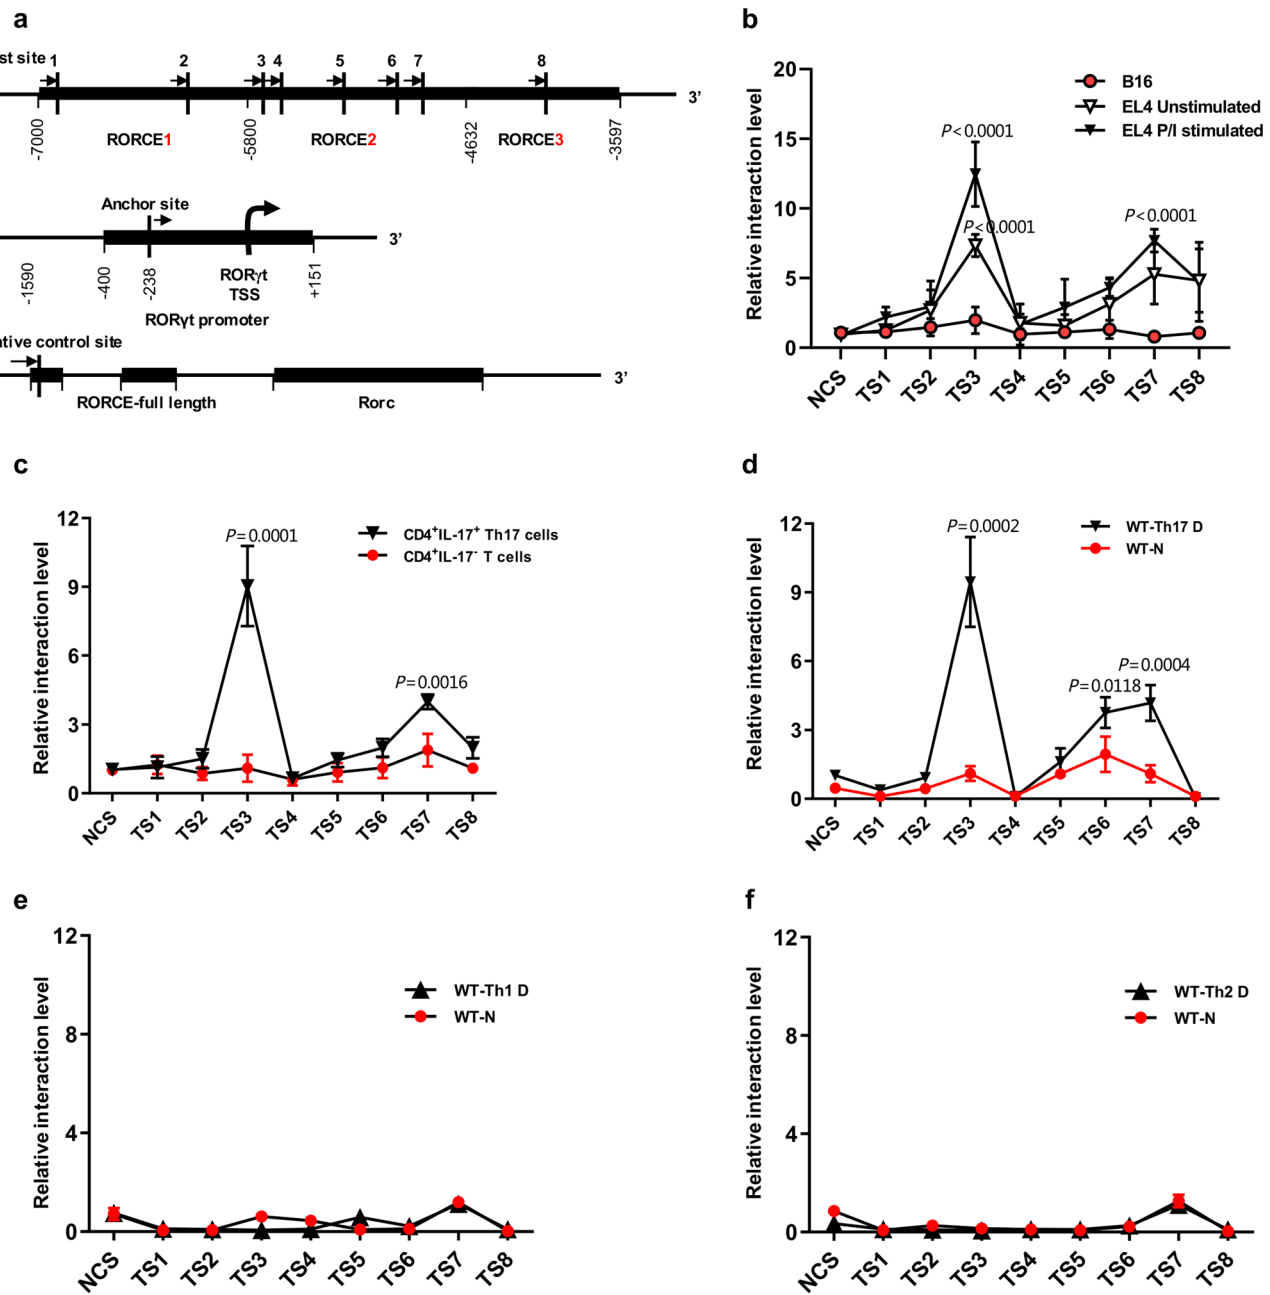 a
st site
1
2
3
4
5
6
7
8
3’
-7000
RORCE1
-5800
RORCE2
-4632
RORCE3
-3597
Anchor site
3’
-1590
-400
-238
RORγt
TSS
+151
RORγt promoter
ative control site
3’
RORCE-full length
Rorc
b
Relative interaction level
20
15
10
5
0
P<0.0001
P<0.0001
P<0.0001
B16
EL4 Unstimulated
EL4 P/I stimulated
NCS
TS1
TS2
TS3
TS4
TS5
TS6
TS7
TS8
c
Relative interaction level
12
9
6
3
0
P=0.0001
P=0.0016
CD4+IL-17+ Th17 cells
CD4+IL-17- T cells
NCS
TS1
TS2
TS3
TS4
TS5
TS6
TS7
TS8
d
Relative interaction level
12
9
6
3
0
P=0.0002
P=0.0118
P=0.0004
WT-Th17 D
WT-N
NCS
TS1
TS2
TS3
TS4
TS5
TS6
TS7
TS8
e
Relative interaction level
12
8
4
0
WT-Th1 D
WT-N
NCS
TS1
TS2
TS3
TS4
TS5
TS6
TS7
TS8
f
Relative interaction level
12
8
4
0
WT-Th2 D
WT-N
NCS
TS1
TS2
TS3
TS4
TS5
TS6
TS7
TS8